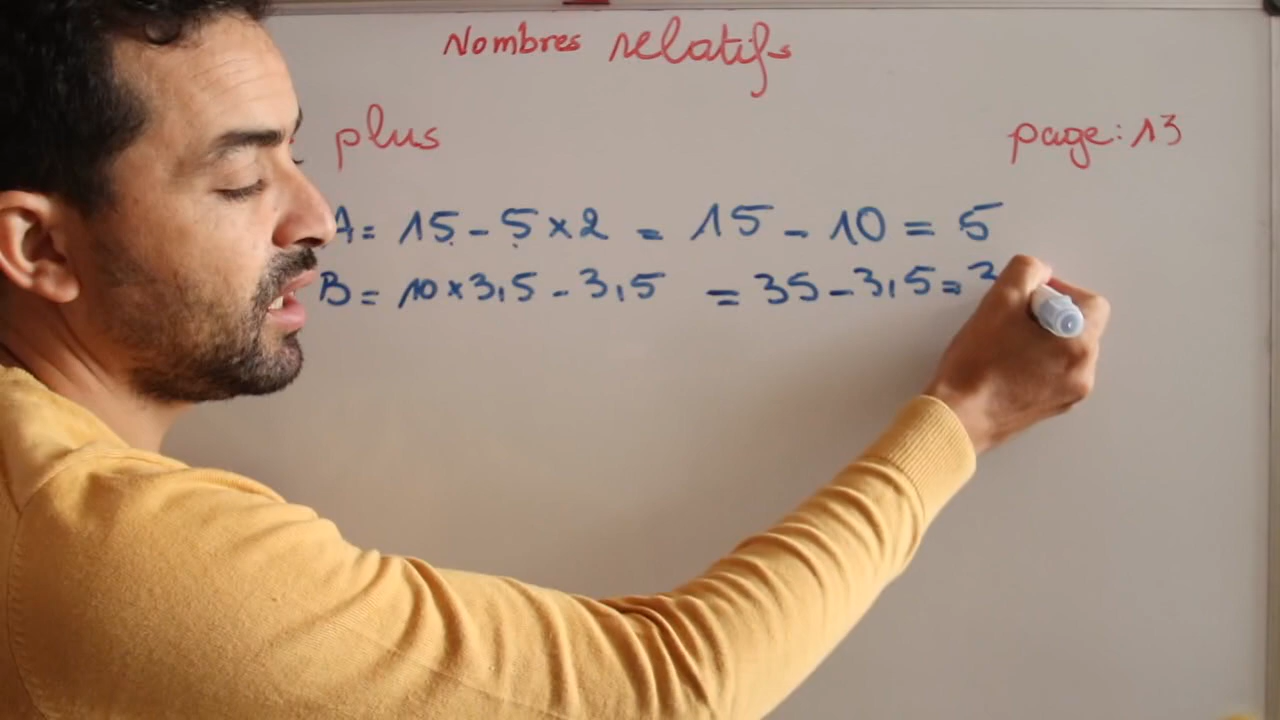 Nombres relatifs
plus page: 13
A = 15 - 5 × 2 = 15 - 10 = 5
B = 10 × 3,5 - 3,5 = 35 - 3,5 = 3